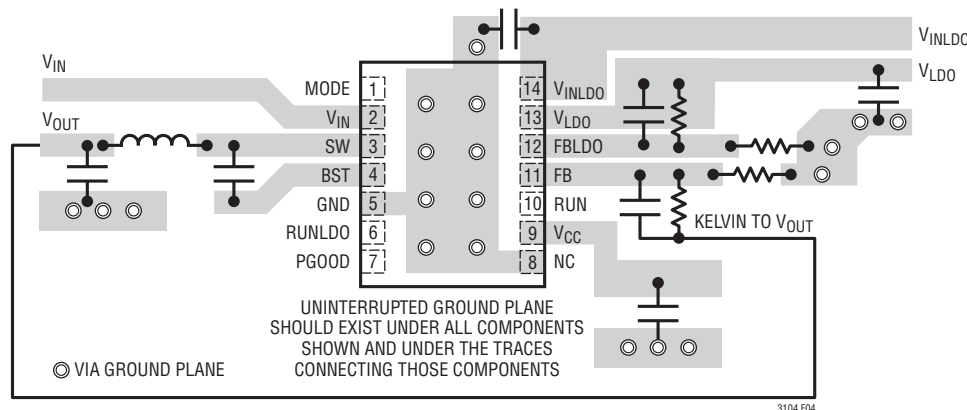 VINLDO
VIN
VLDO
MODE 1
14 VINLDO
VIN 2
13 VLDO
VOUT
SW 3
12 FBLDO
BST 4
11 FB
GND 5
10 RUN
RUNLDO 6
9 VCC
KELVIN TO VOUT
PGOOD 7
8 NC
UNINTERRUPTED GROUND PLANE
SHOULD EXIST UNDER ALL COMPONENTS
SHOWN AND UNDER THE TRACES
CONNECTING THOSE COMPONENTS
VIA GROUND PLANE
3104 F04